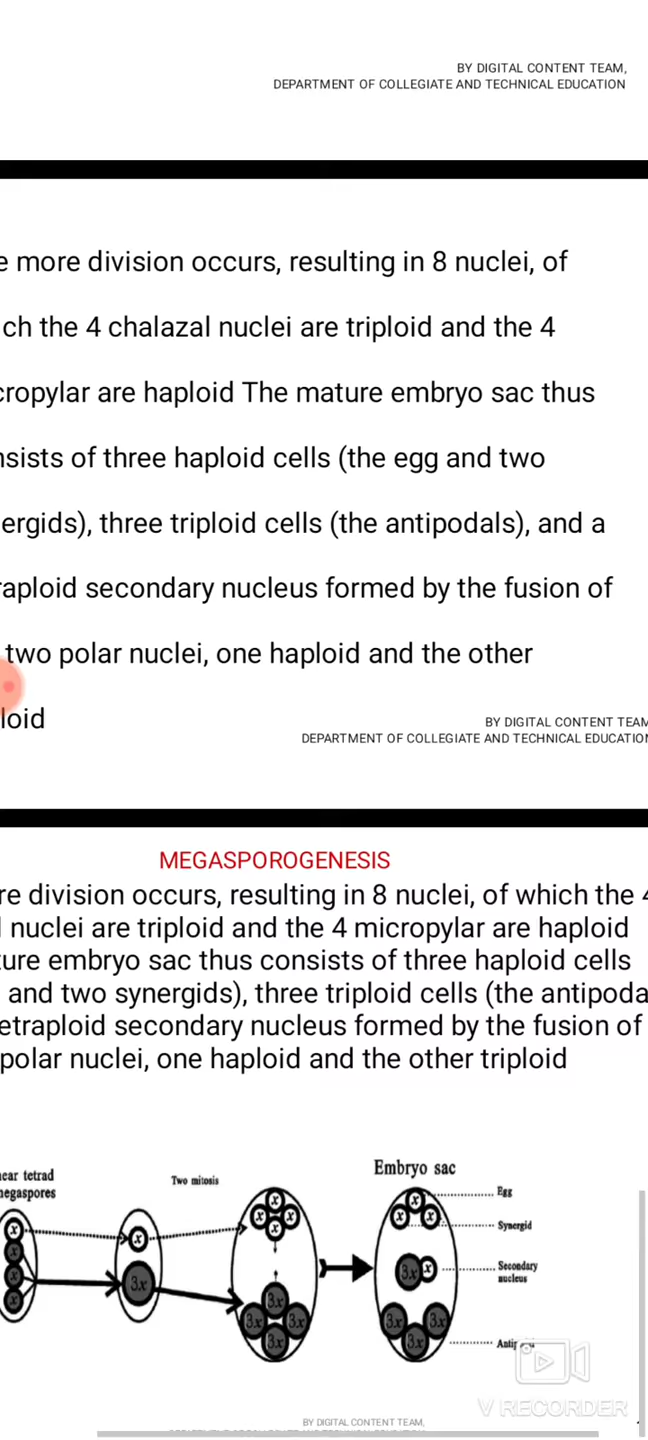 BY DIGITAL CONTENT TEAM,
DEPARTMENT OF COLLEGIATE AND TECHNICAL EDUCATION
e more division occurs, resulting in 8 nuclei, of
ch the 4 chalazal nuclei are triploid and the 4
cropylar are haploid The mature embryo sac thus
nsists of three haploid cells (the egg and two
ergids), three triploid cells (the antipodals), and a
raploid secondary nucleus formed by the fusion of
two polar nuclei, one haploid and the other
loid
BY DIGITAL CONTENT TEAM
DEPARTMENT OF COLLEGIATE AND TECHNICAL EDUCATION
MEGASPOROGENESIS
re division occurs, resulting in 8 nuclei, of which the 4
l nuclei are triploid and the 4 micropylar are haploid
ture embryo sac thus consists of three haploid cells
and two synergids), three triploid cells (the antipoda
etraploid secondary nucleus formed by the fusion of
polar nuclei, one haploid and the other triploid
Embryo sac
near tetrad
megaspores
Two mitosis
Egg
Synergid
Secondary
nucleus
x
x
x x x
x
x
x x
3x
3x x
3x
3x 3x
3x
3x 3x
3x
V RECORDER
BY DIGITAL CONTENT TEAM,